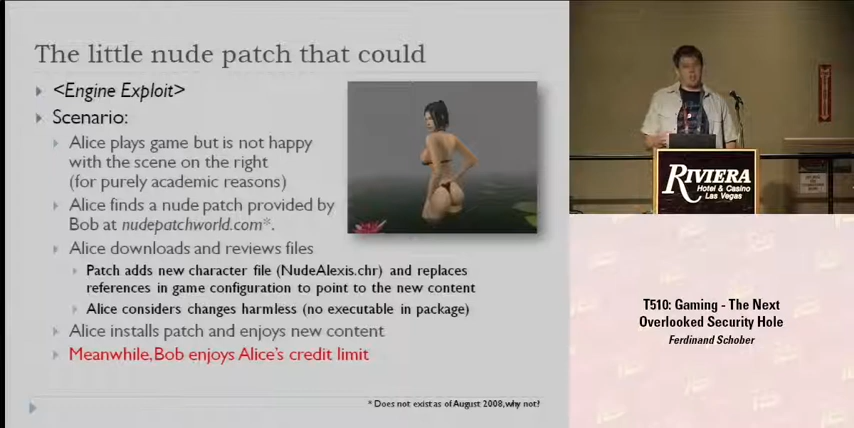 The little nude patch that could
<Engine Exploit>
Scenario:
Alice plays game but is not happy
with the scene on the right
(for purely academic reasons)
Alice finds a nude patch provided by
Bob at nudepatchworld.com*.
Alice downloads and reviews files
Patch adds new character file (NudeAlexis.chr) and replaces
references in game configuration to point to the new content
Alice considers changes harmless (no executable in package)
Alice installs patch and enjoys new content
Meanwhile, Bob enjoys Alice's credit limit
* Does not exist as of August 2008, why not?
RIVIERA
Hotel & Casino
Las Vegas
T510: Gaming - The Next
Overlooked Security Hole
Ferdinand Schober